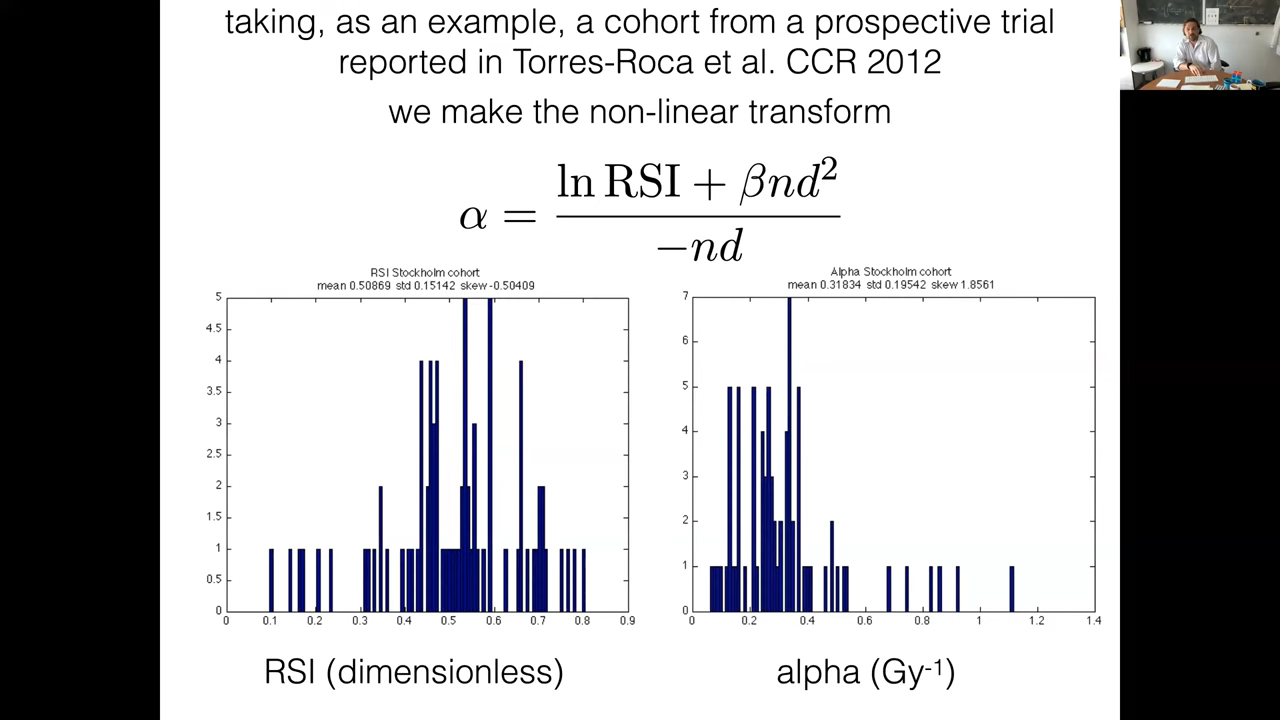 taking, as an example, a cohort from a prospective trial
reported in Torres-Roca et al. CCR 2012
we make the non-linear transform
α = (ln RSI + βnd²) / (−nd)
RSI Stockholm cohort
mean 0.50869 std 0.15142 skew -0.50409
5
4.5
4
3.5
3
2.5
2
1.5
1
0.5
0
0 0.1 0.2 0.3 0.4 0.5 0.6 0.7 0.8 0.9
RSI (dimensionless)
Alpha Stockholm cohort
mean 0.31834 std 0.19542 skew 1.8561
7
6
5
4
3
2
1
0
0 0.2 0.4 0.6 0.8 1 1.2 1.4
alpha (Gy⁻¹)